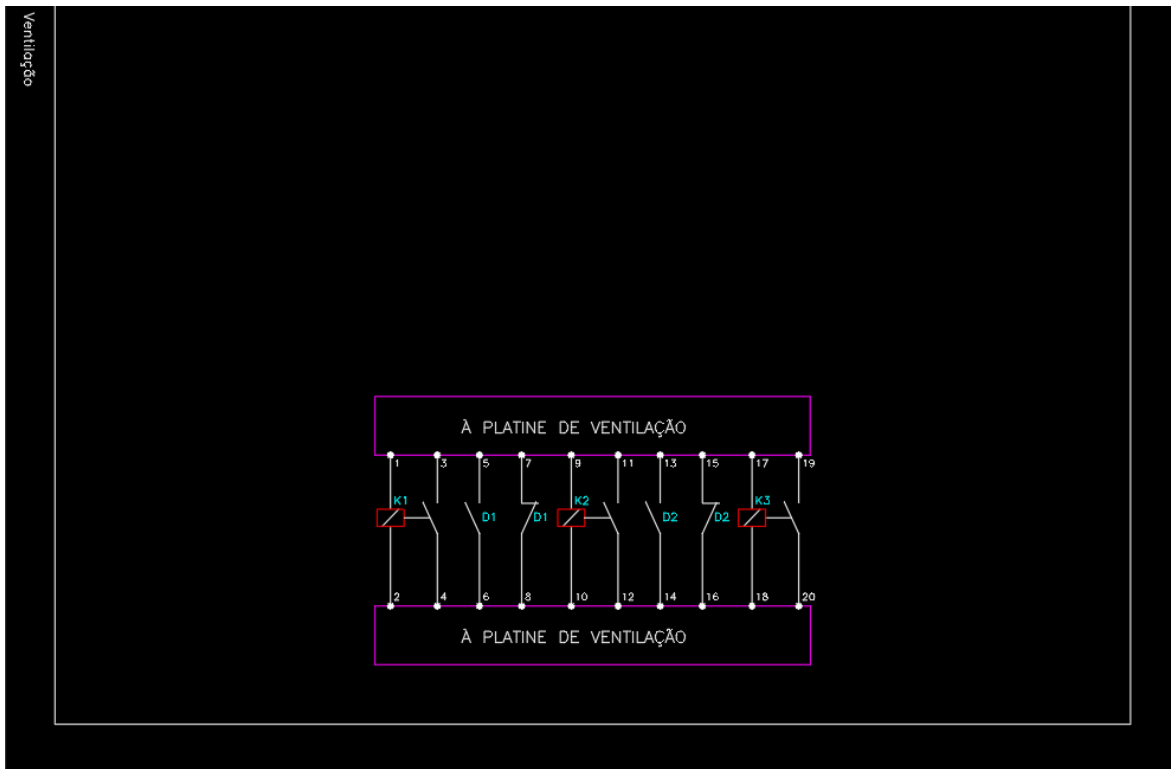 Ventilação
À PLATINE DE VENTILAÇÃO
1 3 5 7 9 11 13 15 17 19
K1 K2 K3
D1 D1 D2 D2
2 4 6 8 10 12 14 16 18 20
À PLATINE DE VENTILAÇÃO